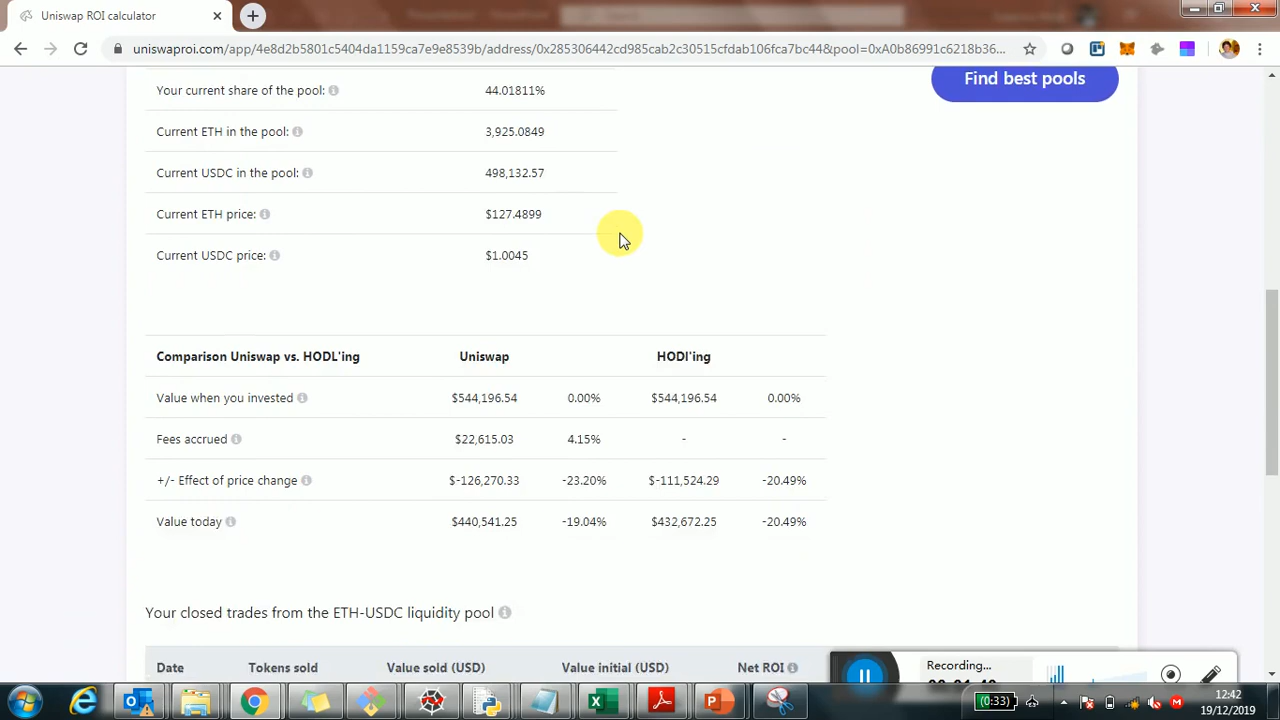 Uniswap ROI calculator
uniswaproi.com/app/4e8d2b5801c5404da1159ca7e9e8539b/address/0x285306442cd985cab2c30515cfdab106fca7bc44&pool=0xA0b86991c6218b36...
Find best pools
Your current share of the pool: 44.01811%
Current ETH in the pool: 3,925.0849
Current USDC in the pool: 498,132.57
Current ETH price: $127.4899
Current USDC price: $1.0045
Comparison Uniswap vs. HODL'ing Uniswap HODl'ing
Value when you invested $544,196.54 0.00% $544,196.54 0.00%
Fees accrued $22,615.03 4.15% - -
+/- Effect of price change $-126,270.33 -23.20% $-111,524.29 -20.49%
Value today $440,541.25 -19.04% $432,672.25 -20.49%
Your closed trades from the ETH-USDC liquidity pool
Date Tokens sold Value sold (USD) Value initial (USD) Net ROI
Recording...
(0:33)
12:42
19/12/2019